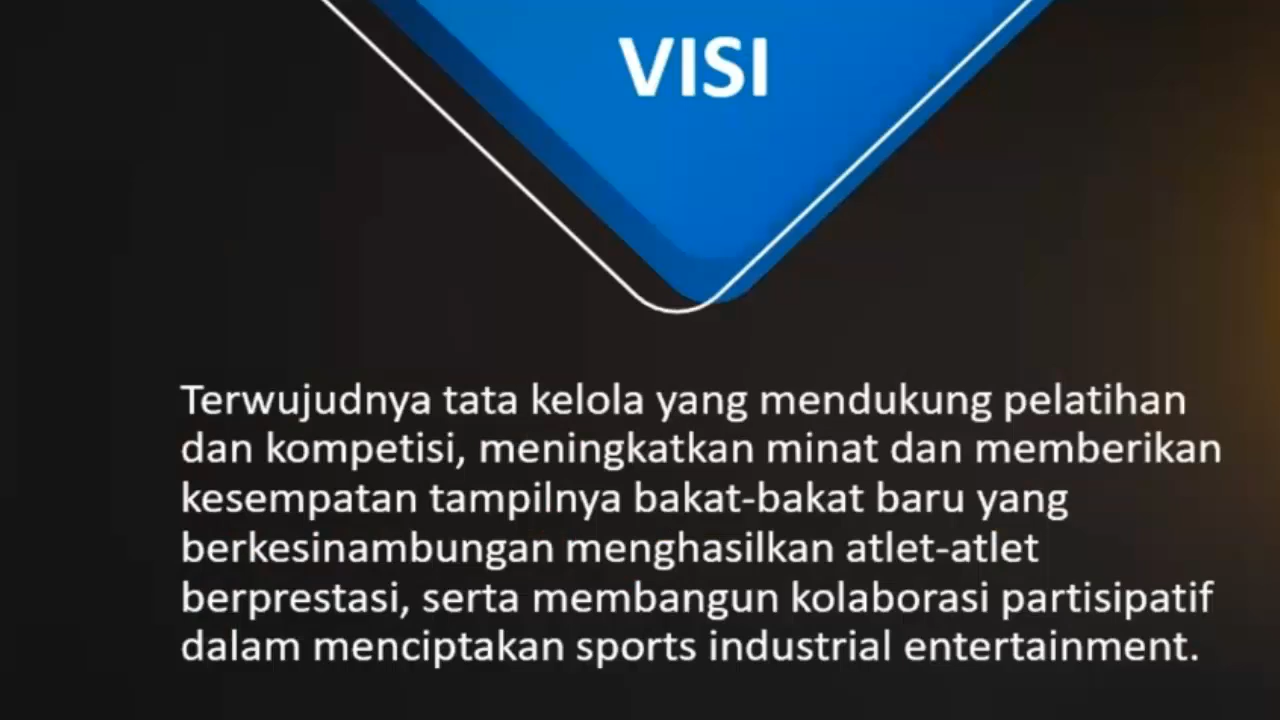 VISI
Terwujudnya tata kelola yang mendukung pelatihan
dan kompetisi, meningkatkan minat dan memberikan
kesempatan tampilnya bakat-bakat baru yang
berkesinambungan menghasilkan atlet-atlet
berprestasi, serta membangun kolaborasi partisipatif
dalam menciptakan sports industrial entertainment.